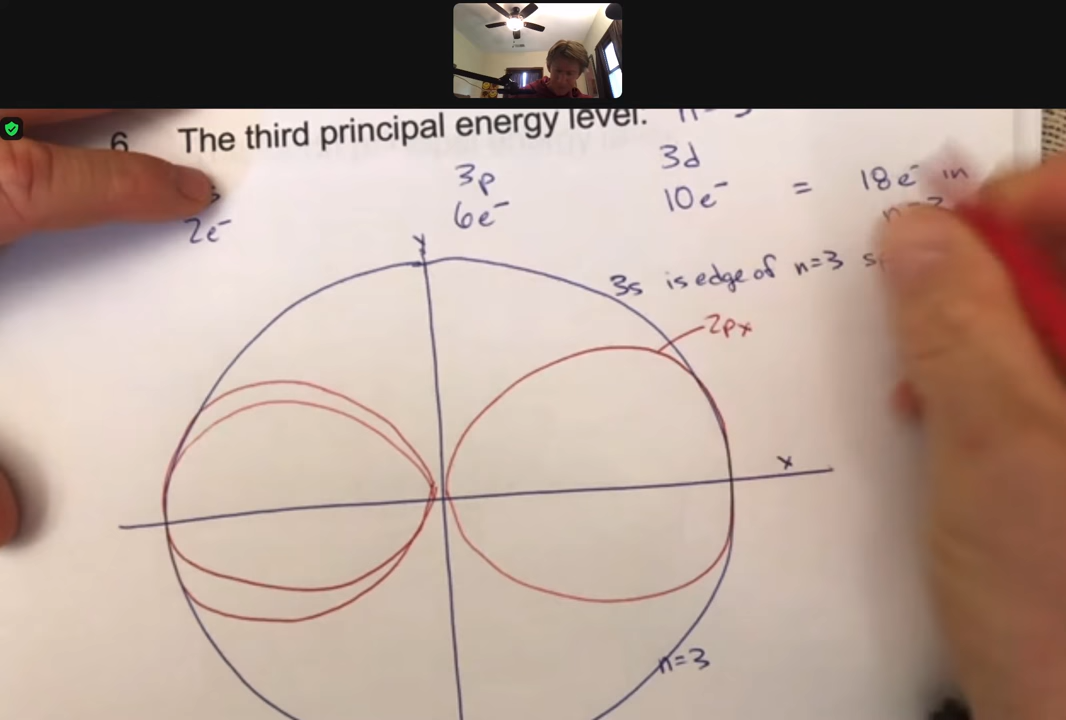 6 The third principal energy level:
3p 3d
2e⁻ 6e⁻ 10e⁻ = 18e⁻ in
y
3s is edge of n=3
2px
x
n=3